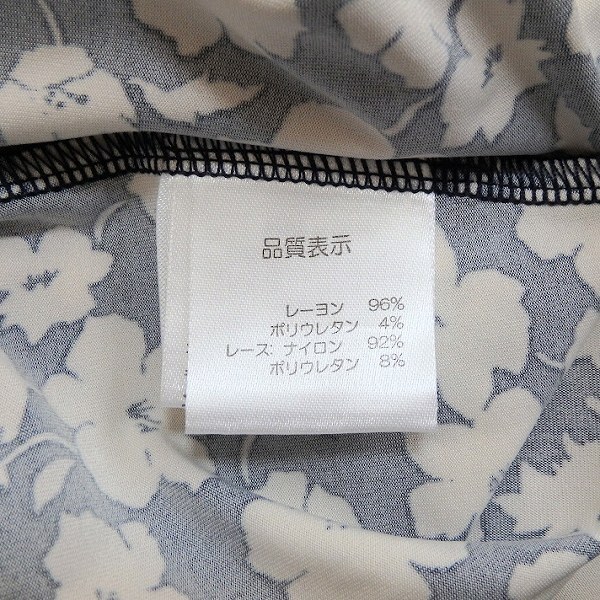 品質表示
レーヨン 96%
ポリウレタン 4%
レース: ナイロン 92%
ポリウレタン 8%